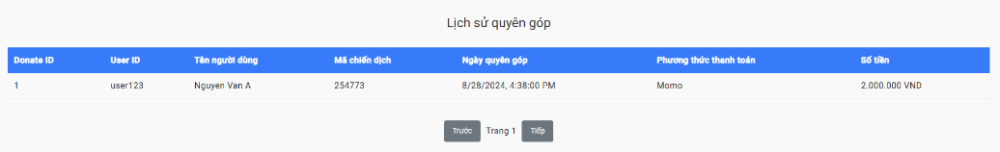 Lịch sử quyên góp
Donate ID User ID Tên người dùng Mã chiến dịch Ngày quyên góp Phương thức thanh toán Số tiền
1 user123 Nguyen Van A 254773 8/28/2024, 4:38:00 PM Momo 2.000.000 VND
Trước Trang 1 Tiếp